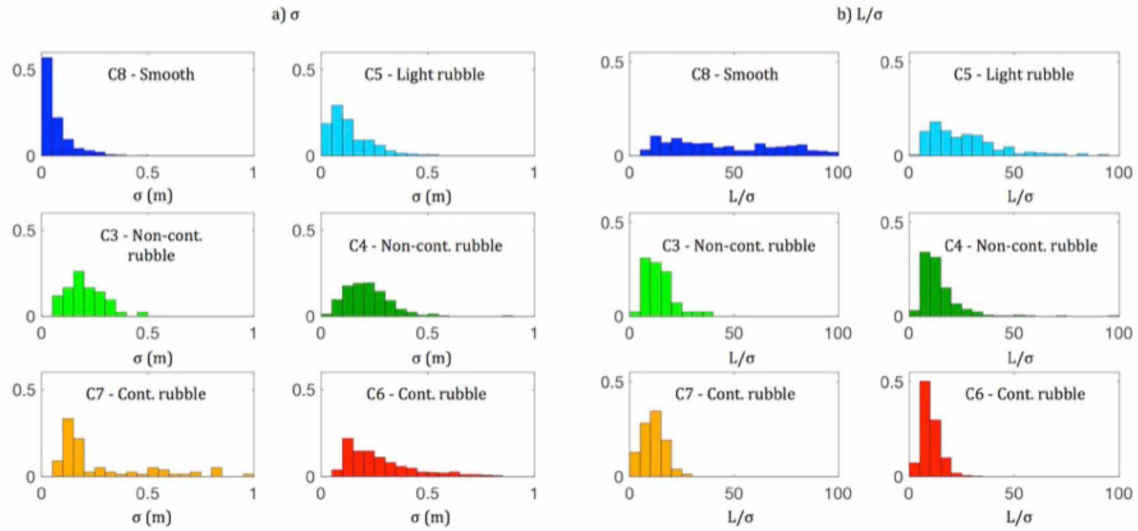 a) σ
b) L/σ
C8 - Smooth
C5 - Light rubble
C8 - Smooth
C5 - Light rubble
0.5
0
0
0.5
1
σ (m)
0.5
0
0
0.5
1
σ (m)
0.5
0
0
50
100
L/σ
0.5
0
0
50
100
L/σ
C3 - Non-cont.
rubble
C4 - Non-cont. rubble
C3 - Non-cont. rubble
C4 - Non-cont. rubble
0.5
0
0
0.5
1
σ (m)
0.5
0
0
0.5
1
σ (m)
0.5
0
0
50
100
L/σ
0.5
0
0
50
100
L/σ
C7 - Cont. rubble
C6 - Cont. rubble
C7 - Cont. rubble
C6 - Cont. rubble
0.5
0
0
0.5
1
σ (m)
0.5
0
0
0.5
1
σ (m)
0.5
0
0
50
100
L/σ
0.5
0
0
50
100
L/σ